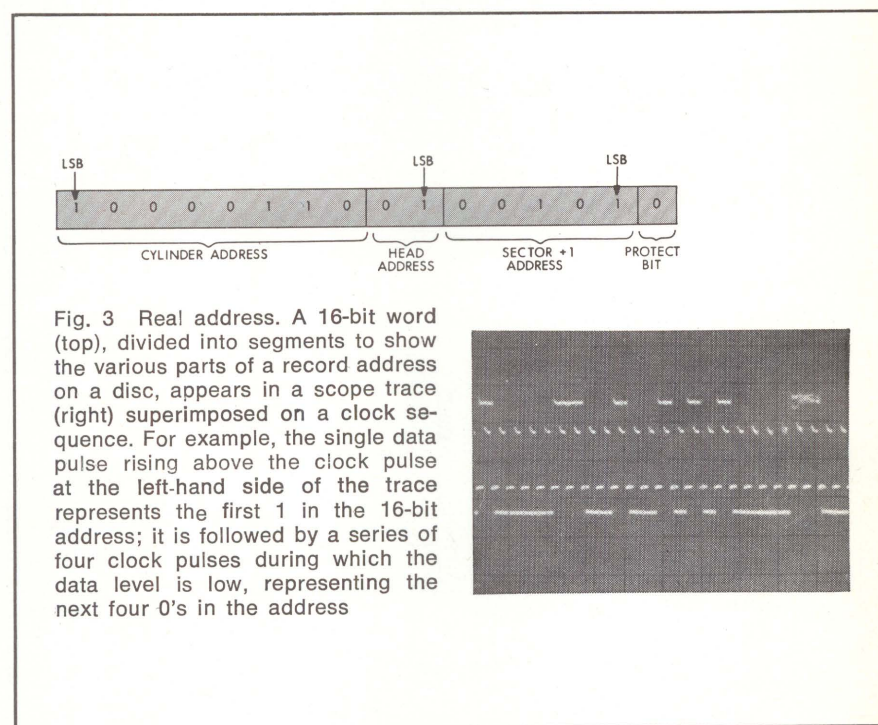 LSB LSB LSB
1 0 0 0 0 1 1 0 0 1 0 0 1 0 1 0
CYLINDER ADDRESS HEAD ADDRESS SECTOR +1 ADDRESS PROTECT BIT
Fig. 3 Real address. A 16-bit word
(top), divided into segments to show
the various parts of a record address
on a disc, appears in a scope trace
(right) superimposed on a clock se-
quence. For example, the single data
pulse rising above the clock pulse
at the left-hand side of the trace
represents the first 1 in the 16-bit
address; it is followed by a series of
four clock pulses during which the
data level is low, representing the
next four 0's in the address